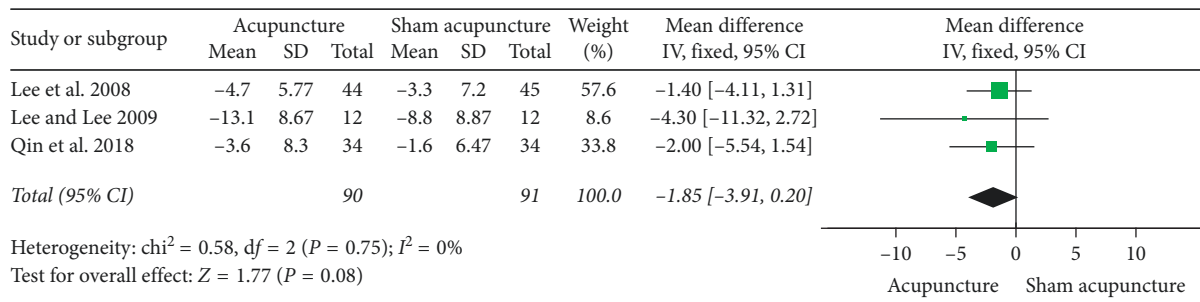 Study or subgroup Acupuncture Sham acupuncture Weight (%) Mean difference IV, fixed, 95% CI Mean difference IV, fixed, 95% CI
Mean SD Total Mean SD Total
Lee et al. 2008 –4.7 5.77 44 –3.3 7.2 45 57.6 –1.40 [–4.11, 1.31]
Lee and Lee 2009 –13.1 8.67 12 –8.8 8.87 12 8.6 –4.30 [–11.32, 2.72]
Qin et al. 2018 –3.6 8.3 34 –1.6 6.47 34 33.8 –2.00 [–5.54, 1.54]
Total (95% CI) 90 91 100.0 –1.85 [–3.91, 0.20]
Heterogeneity: chi² = 0.58, df = 2 (P = 0.75); I² = 0%
Test for overall effect: Z = 1.77 (P = 0.08)
–10 –5 0 5 10
Acupuncture Sham acupuncture